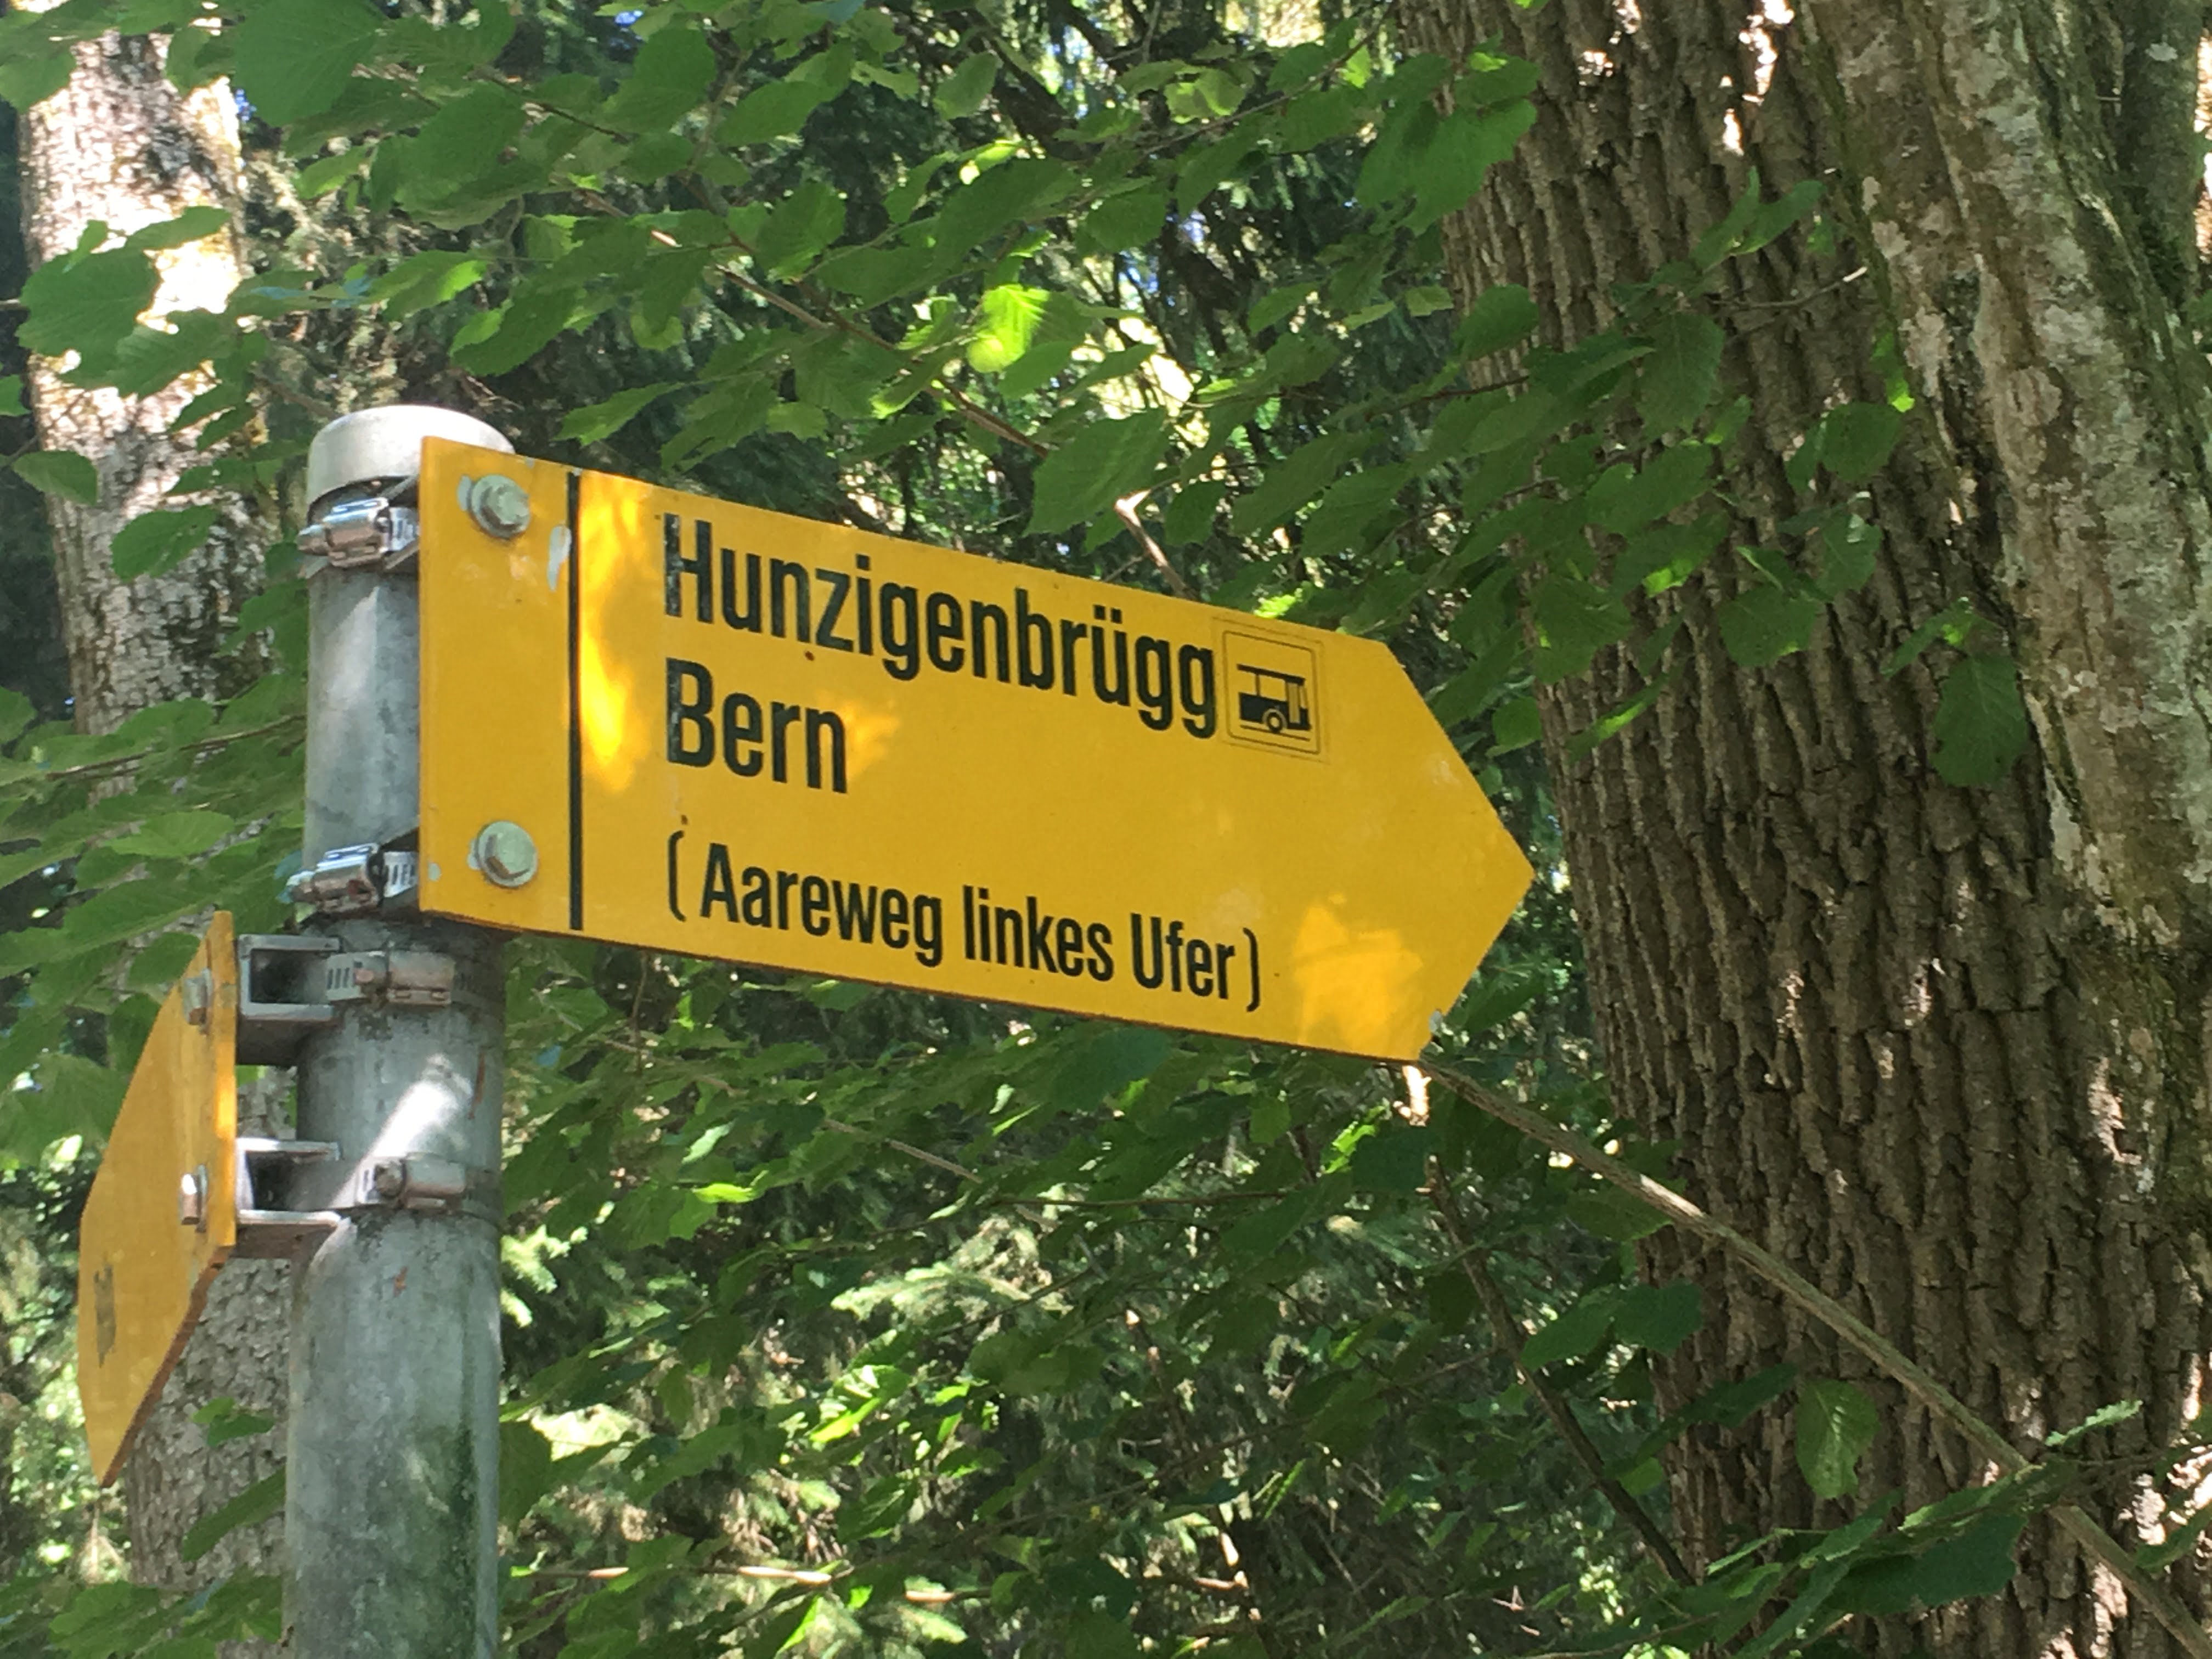 Hunzigenbrügg
Bern
(Aareweg linkes Ufer)